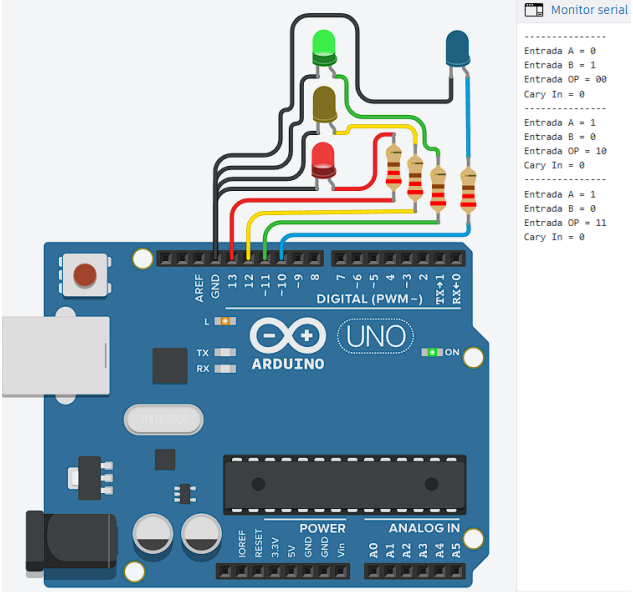 Monitor serial
---------------
Entrada A = 0
Entrada B = 1
Entrada OP = 00
Cary In = 0
---------------
Entrada A = 1
Entrada B = 0
Entrada OP = 10
Cary In = 0
---------------
Entrada A = 1
Entrada B = 0
Entrada OP = 11
Cary In = 0
AREF
GND
13
12
~11
~10
~9
8
7
~6
~5
4
~3
2
TX→1
RX←0
DIGITAL (PWM~)
L
TX
RX
ARDUINO
UNO
ON
POWER
ANALOG IN
IOREF
RESET
3.3V
5V
GND
GND
Vin
A0
A1
A2
A3
A4
A5